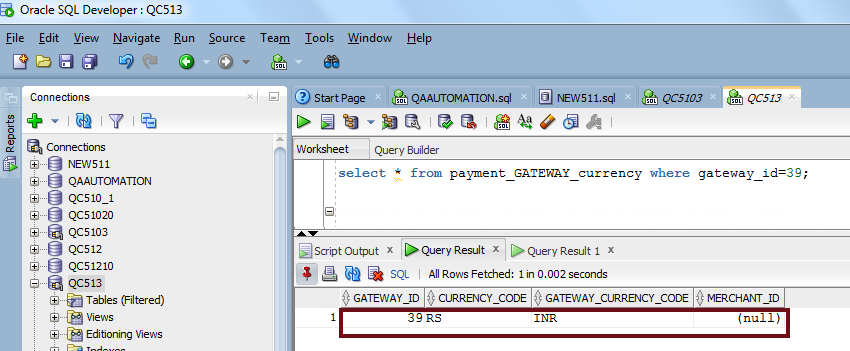 Oracle SQL Developer : QC513
File Edit View Navigate Run Source Team Tools Window Help
Reports
Connections
Connections
NEW511
QAAUTOMATION
QC510_1
QC51020
QC5103
QC512
QC51210
QC513
Tables (Filtered)
Views
Editioning Views
Indexes
Start Page QAAUTOMATION.sql NEW511.sql QC5103 QC513
Worksheet Query Builder
select * from payment_GATEWAY_currency where gateway_id=39;
Script Output Query Result Query Result 1
SQL All Rows Fetched: 1 in 0.002 seconds
GATEWAY_ID CURRENCY_CODE GATEWAY_CURRENCY_CODE MERCHANT_ID
1 39 RS INR (null)